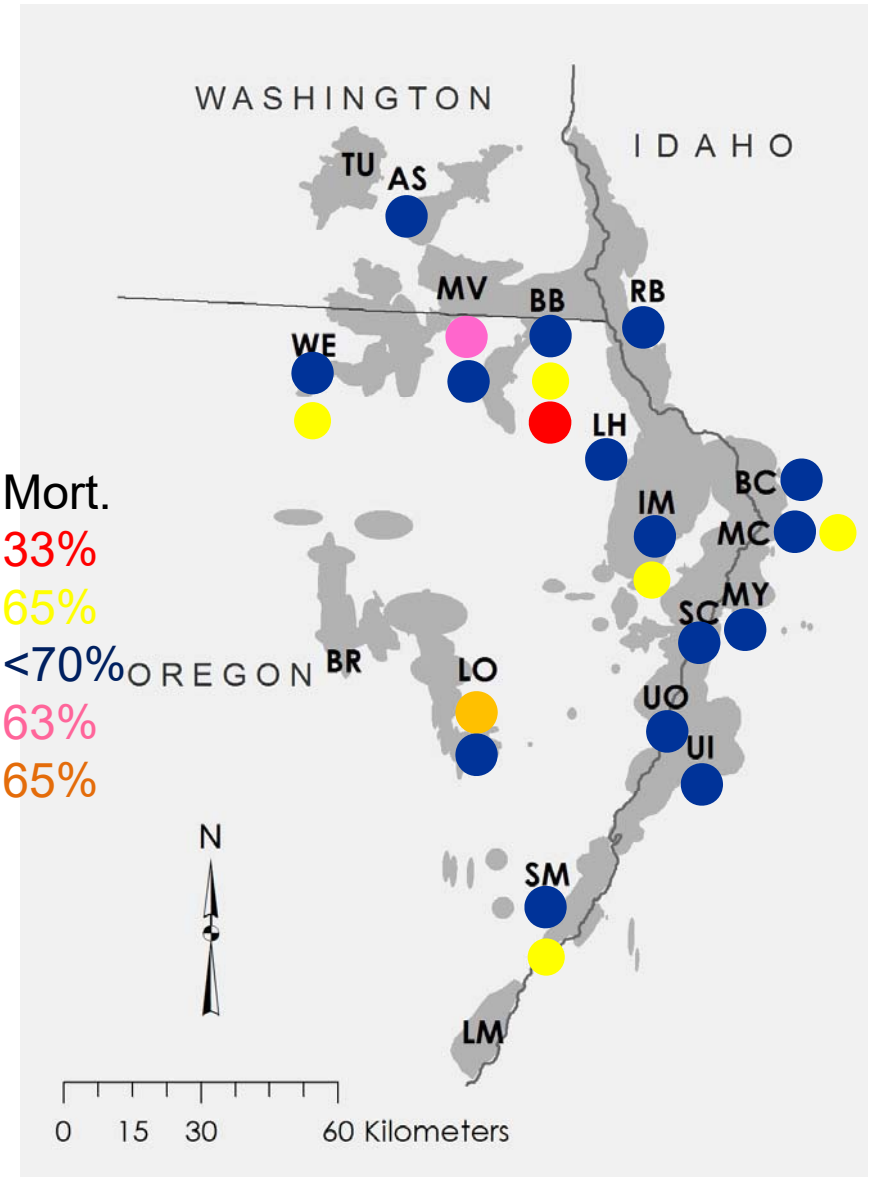 WASHINGTON
IDAHO
TU
AS
MV
BB
RB
WE
LH
BC
IM
MC
MY
SC
Mort.
33%
65%
<70%
63%
65%
OREGON
BR
LO
UO
UI
N
SM
LM
0 15 30 60 Kilometers